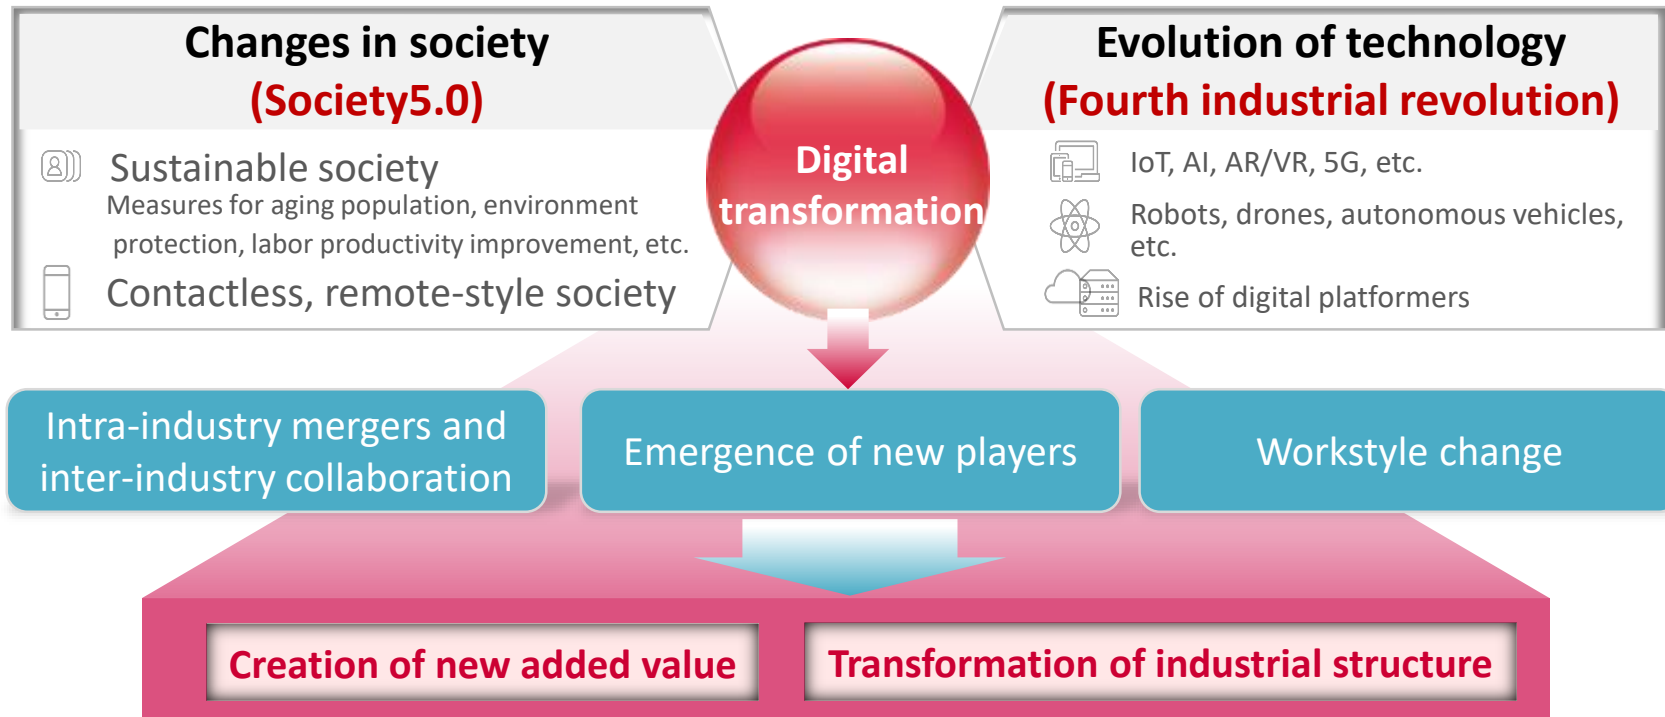 Changes in society
(Society5.0)
Sustainable society
Measures for aging population, environment
protection, labor productivity improvement, etc.
Contactless, remote-style society
Digital
transformation
Evolution of technology
(Fourth industrial revolution)
IoT, AI, AR/VR, 5G, etc.
Robots, drones, autonomous vehicles,
etc.
Rise of digital platformers
Intra-industry mergers and
inter-industry collaboration
Emergence of new players
Workstyle change
Creation of new added value
Transformation of industrial structure